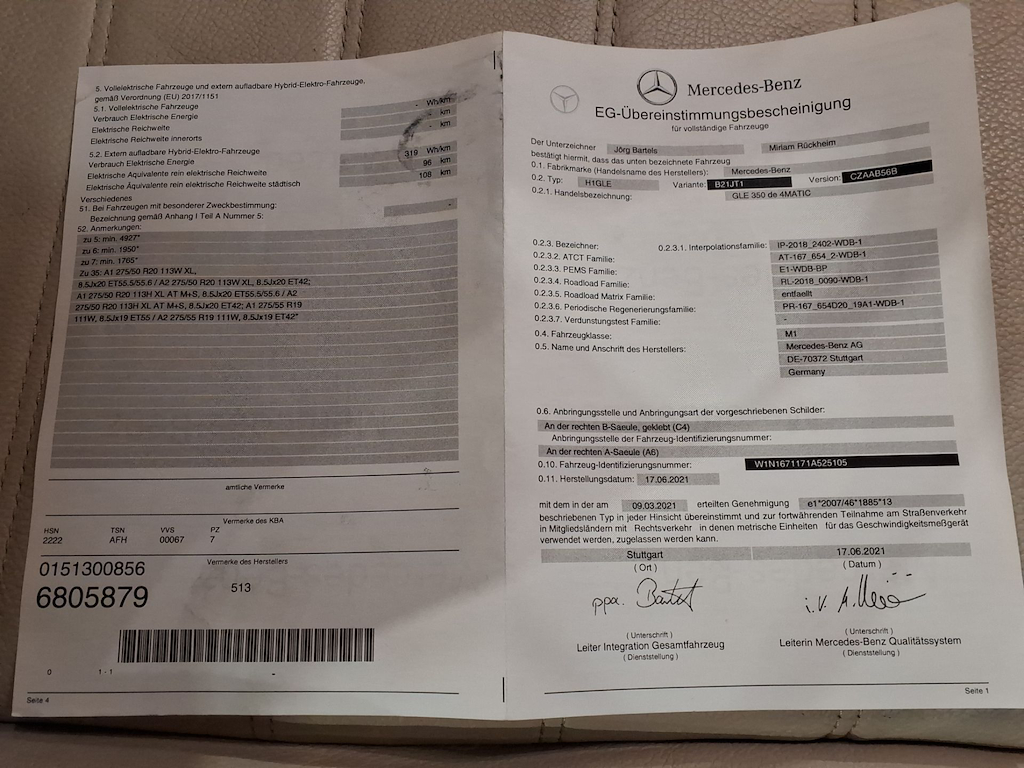 5. Vollelektrische Fahrzeuge und extern aufladbare Hybrid-Elektro-Fahrzeuge,
gemäß Verordnung (EU) 2017/1151
5.1. Vollelektrische Fahrzeuge
Verbrauch Elektrische Energie - Wh/km
Elektrische Reichweite - km
Elektrische Reichweite innerorts - km
5.2. Extern aufladbare Hybrid-Elektro-Fahrzeuge
Verbrauch Elektrische Energie 319 Wh/km
Elektrische Äquivalente rein elektrische Reichweite 96 km
Elektrische Äquivalente rein elektrische Reichweite städtisch 108 km
Verschiedenes
51. Bei Fahrzeugen mit besonderer Zweckbestimmung:
Bezeichnung gemäß Anhang I Teil A Nummer 5: -
52. Anmerkungen:
zu 5: min. 4927*
zu 6: min. 1950*
zu 7: min. 1765*
Zu 35: A1 275/50 R20 113W XL,
8.5Jx20 ET55.5/55.6 / A2 275/50 R20 113W XL, 8.5Jx20 ET42;
A1 275/50 R20 113H XL AT M+S, 8.5Jx20 ET55.5/55.6 / A2
275/50 R20 113H XL AT M+S, 8.5Jx20 ET42; A1 275/55 R19
111W, 8.5Jx19 ET55 / A2 275/55 R19 111W, 8.5Jx19 ET42*
amtliche Vermerke
Vermerke des KBA
HSN TSN VVS PZ
2222 AFH 00067 7
Vermerke des Herstellers
0151300856
6805879 513
0 1 - 1 -
Seite 4
Mercedes-Benz
EG-Übereinstimmungsbescheinigung
für vollständige Fahrzeuge
Der Unterzeichner Jörg Bartels Miriam Rückheim
bestätigt hiermit, dass das unten bezeichnete Fahrzeug
0.1. Fabrikmarke (Handelsname des Herstellers): Mercedes-Benz
0.2. Typ: H1GLE Variante: B21JT1 Version: CZAAB56B
0.2.1. Handelsbezeichnung: GLE 350 de 4MATIC
0.2.3. Bezeichner: 0.2.3.1. Interpolationsfamilie: IP-2018_2402-WDB-1
0.2.3.2. ATCT Familie: AT-167_654_2-WDB-1
0.2.3.3. PEMS Familie: E1-WDB-BP
0.2.3.4. Roadload Familie: RL-2018_0090-WDB-1
0.2.3.5. Roadload Matrix Familie: entfaellt
0.2.3.6. Periodische Regenerierungsfamilie: PR-167_654D20_19A1-WDB-1
0.2.3.7. Verdunstungstest Familie: -
0.4. Fahrzeugklasse: M1
0.5. Name und Anschrift des Herstellers: Mercedes-Benz AG
DE-70372 Stuttgart
Germany
0.6. Anbringungsstelle und Anbringungsart der vorgeschriebenen Schilder:
An der rechten B-Saeule, geklebt (C4)
Anbringungsstelle der Fahrzeug-Identifizierungsnummer:
An der rechten A-Saeule (A6)
0.10. Fahrzeug-Identifizierungsnummer: W1N1671171A525105
0.11. Herstellungsdatum: 17.06.2021
mit dem in der am 09.03.2021 erteilten Genehmigung e1*2007/46*1885*13
beschriebenen Typ in jeder Hinsicht übereinstimmt und zur fortwährenden Teilnahme am Straßenverkehr
in Mitgliedsländern mit Rechtsverkehr in denen metrische Einheiten für das Geschwindigkeitsmeßgerät
verwendet werden, zugelassen werden kann.
Stuttgart 17.06.2021
( Ort ) ( Datum )
ppa. i.V.
( Unterschrift ) ( Unterschrift )
Leiter Integration Gesamtfahrzeug Leiterin Mercedes-Benz Qualitätssystem
( Dienststellung ) ( Dienststellung )
Seite 1